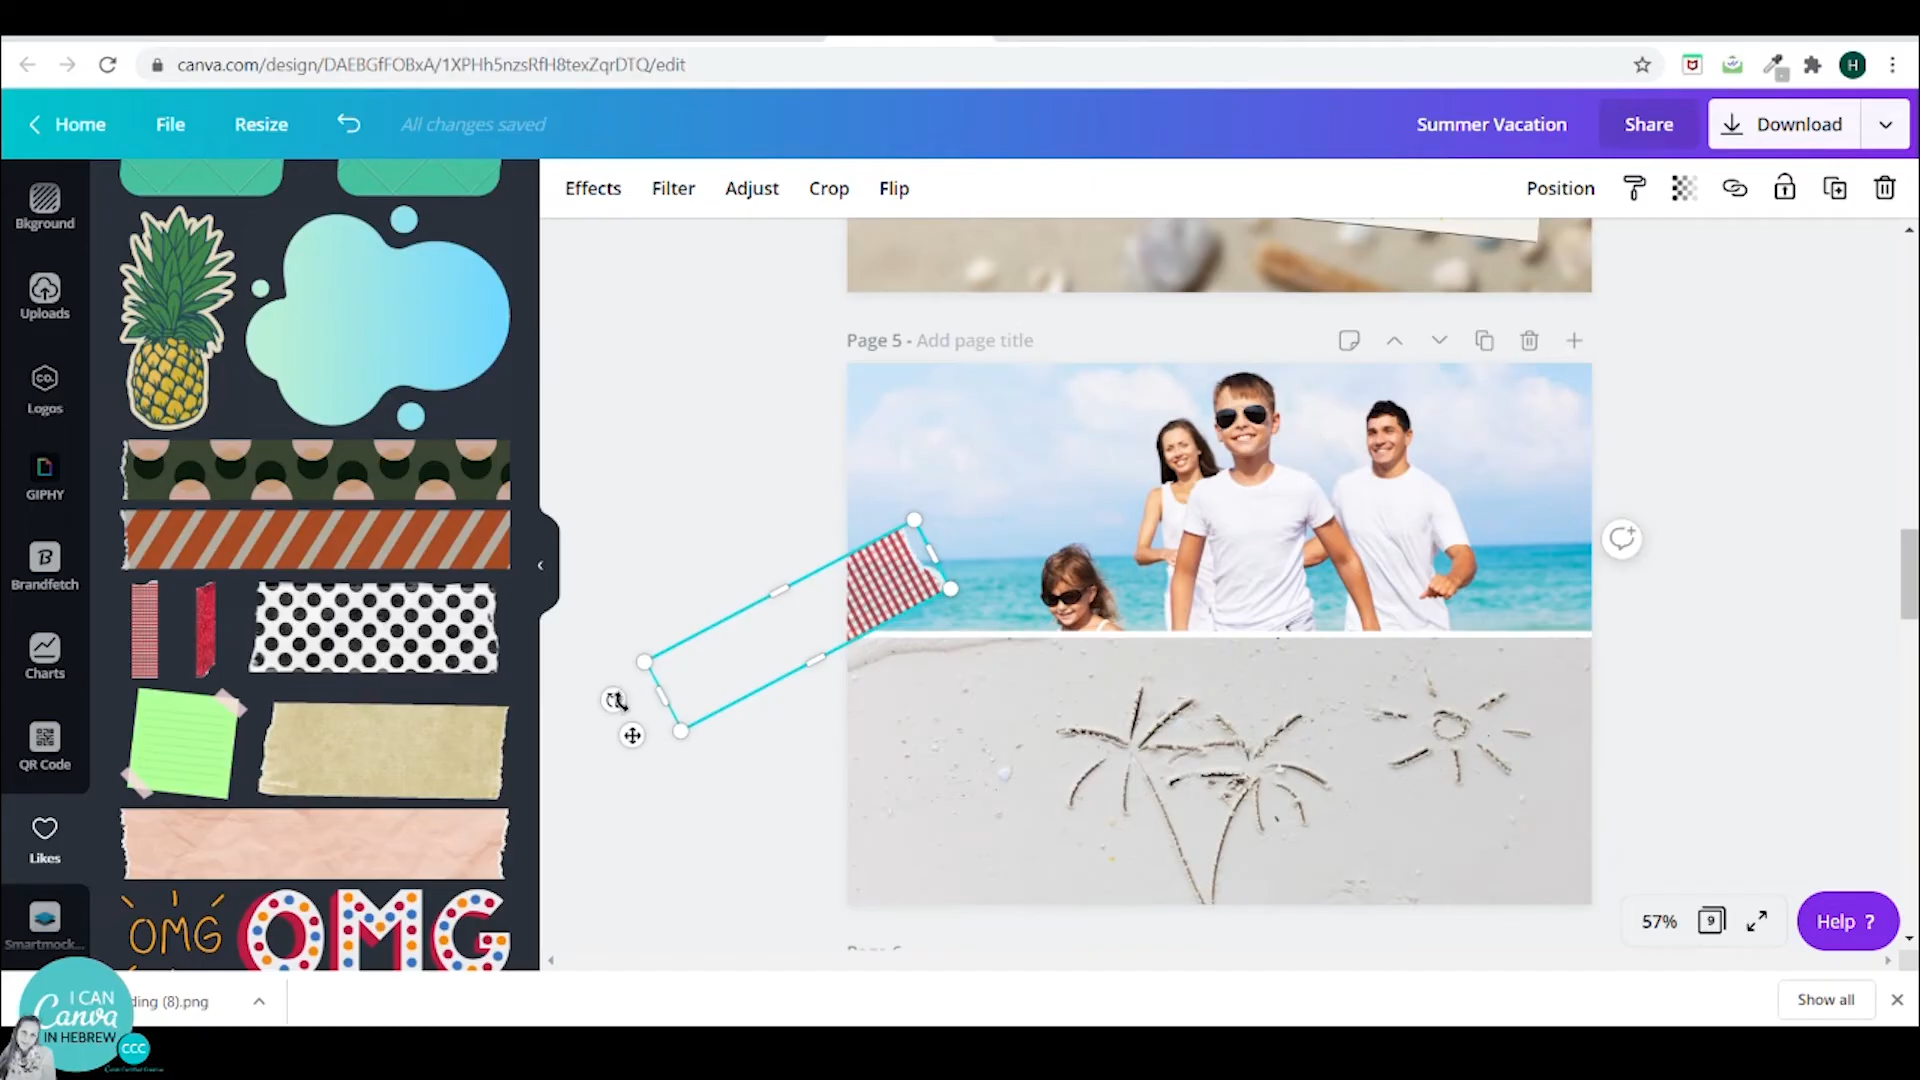 canva.com/design/DAEBGfFOBxA/1XPHh5nzsRfH8texZqrDTQ/edit
H
Home
File
Resize
All changes saved
Summer Vacation
Share
Download
Effects
Filter
Adjust
Crop
Flip
Position
Bkground
Uploads
CO.
Logos
GIPHY
B
Brandfetch
Charts
QR Code
Likes
Smartmock...
OMG
OMG
Page 5 - Add page title
57%
9
Help ?
ding (8).png
Show all
I CAN
Canva
IN HEBREW
CCC